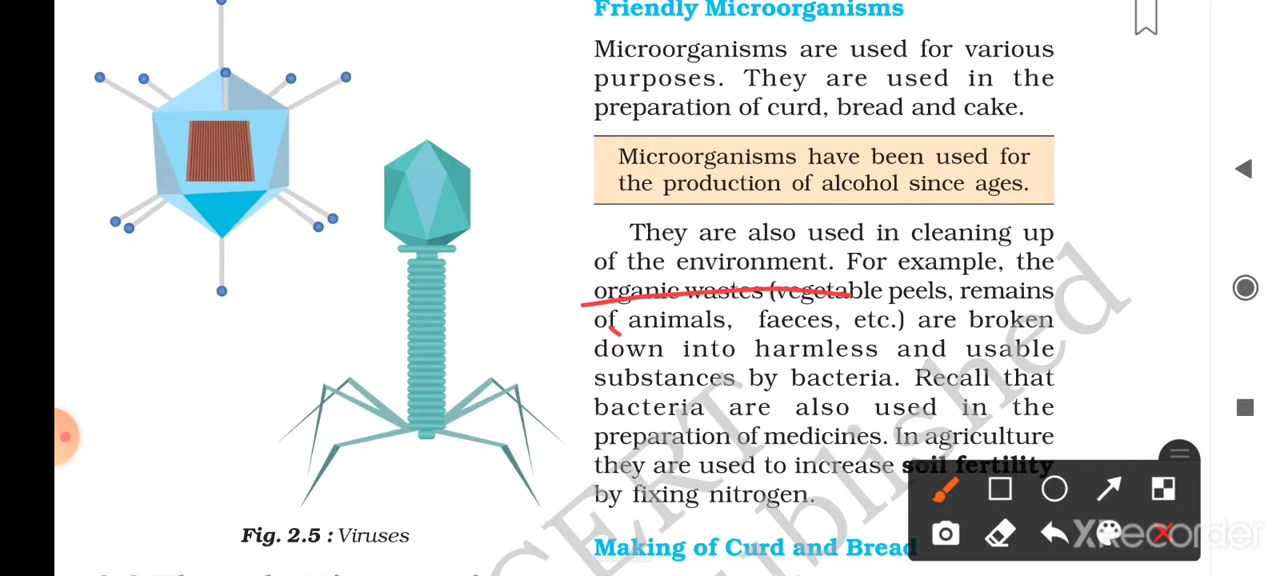 Friendly Microorganisms
Microorganisms are used for various
purposes. They are used in the
preparation of curd, bread and cake.
Microorganisms have been used for
the production of alcohol since ages.
They are also used in cleaning up
of the environment. For example, the
organic wastes (vegetable peels, remains
of animals, faeces, etc.) are broken
down into harmless and usable
substances by bacteria. Recall that
bacteria are also used in the
preparation of medicines. In agriculture
they are used to increase soil fertility
by fixing nitrogen.
Fig. 2.5 : Viruses
Making of Curd and Bread
XRecorder